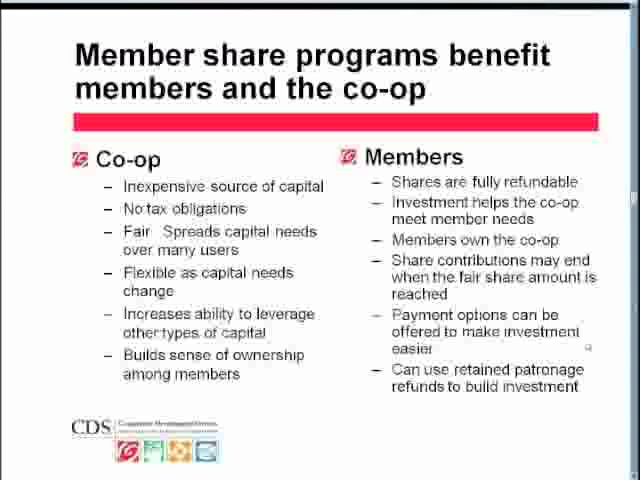 Member share programs benefit
members and the co-op
Co-op
– Inexpensive source of capital
– No tax obligations
– Fair Spreads capital needs
over many users
– Flexible as capital needs
change
– Increases ability to leverage
other types of capital
– Builds sense of ownership
among members
Members
– Shares are fully refundable
– Investment helps the co-op
meet member needs
– Members own the co-op
– Share contributions may end
when the fair share amount is
reached
– Payment options can be
offered to make investment
easier
– Can use retained patronage
refunds to build investment
CDS